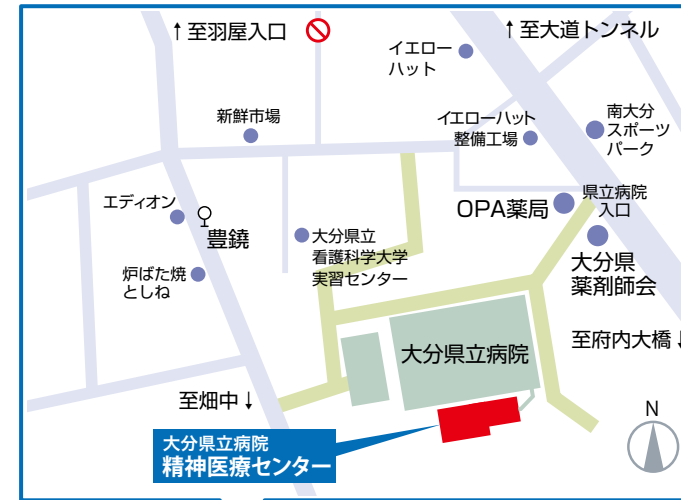 ↑至羽屋入口
↑至大道トンネル
イエロー
ハット
新鮮市場
イエローハット
整備工場
南大分
スポーツ
パーク
エディオン
豊鐃
OPA薬局
県立病院
入口
大分県立
看護科学大学
実習センター
大分県
薬剤師会
炉ばた焼
としね
大分県立病院
至府内大橋↓
至畑中↓
大分県立病院
精神医療センター
N